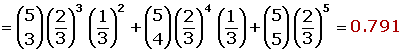 = (5 3) (2/3)^3 (1/3)^2 + (5 4) (2/3)^4 (1/3) + (5 5) (2/3)^5 = 0.791